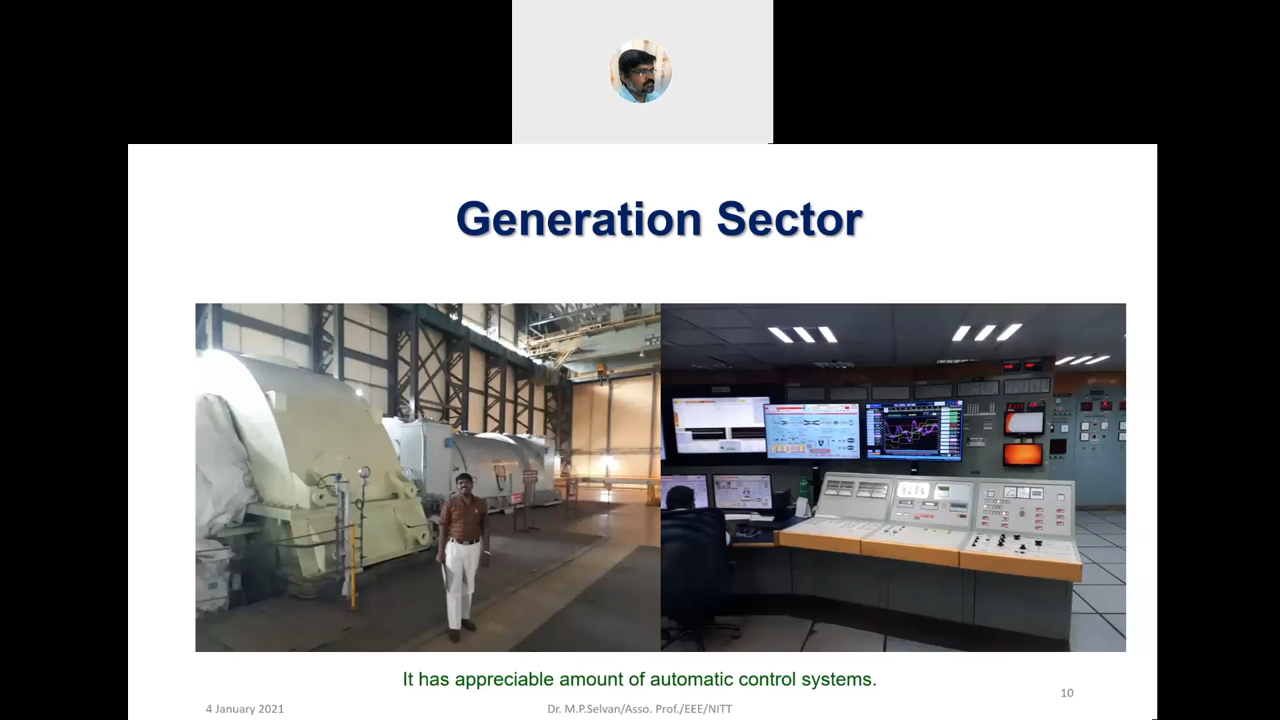 Generation Sector
It has appreciable amount of automatic control systems.
10
4 January 2021
Dr. M.P.Selvan/Asso. Prof./EEE/NITT